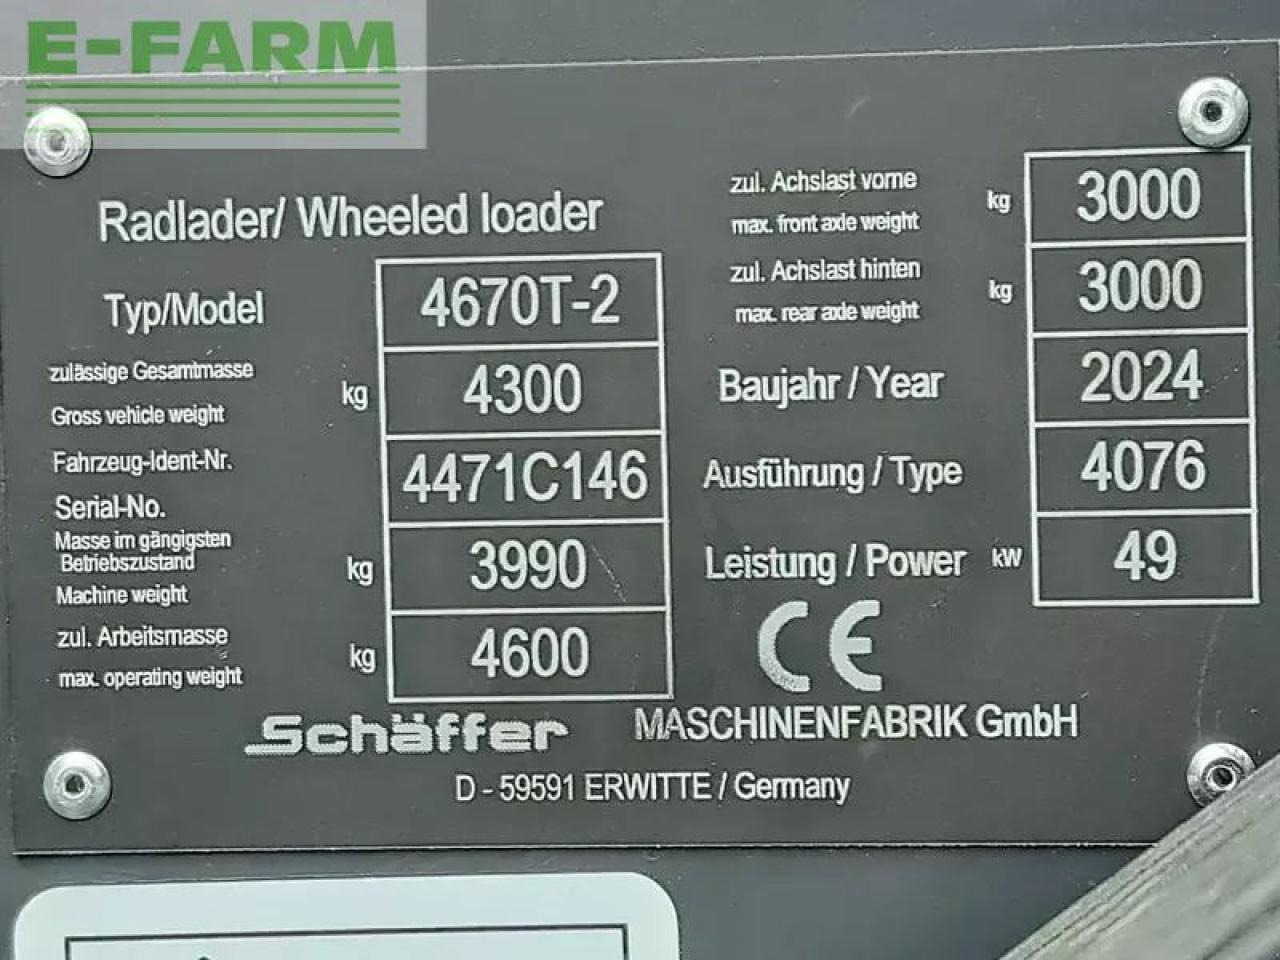 E-FARM
Radlader/ Wheeled loader
Typ/Model 4670T-2
zulässige Gesamtmasse
Gross vehicle weight kg 4300
Fahrzeug-Ident-Nr.
Serial-No. 4471C146
Masse im gängigsten
Betriebszustand
Machine weight kg 3990
zul. Arbeitsmasse
max. operating weight kg 4600
zul. Achslast vorne
max. front axle weight kg 3000
zul. Achslast hinten
max. rear axle weight kg 3000
Baujahr / Year 2024
Ausführung / Type 4076
Leistung / Power kW 49
CE
Schäffer MASCHINENFABRIK GmbH
D - 59591 ERWITTE / Germany